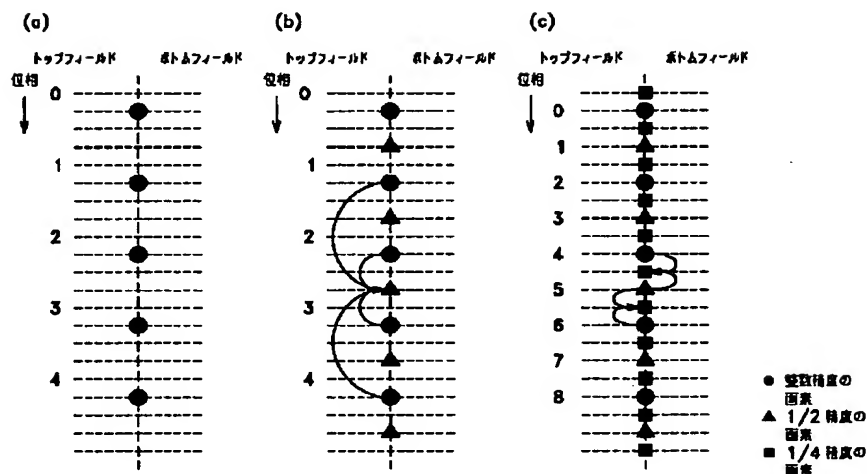 (a)
トップフィールド ボトムフィールド
位相
0
1
2
3
4
(b)
トップフィールド ボトムフィールド
位相
0
1
2
3
4
(c)
トップフィールド ボトムフィールド
位相
0
1
2
3
4
5
6
7
8
整数精度の
画素
1/2 精度の
画素
1/4 精度の
画素